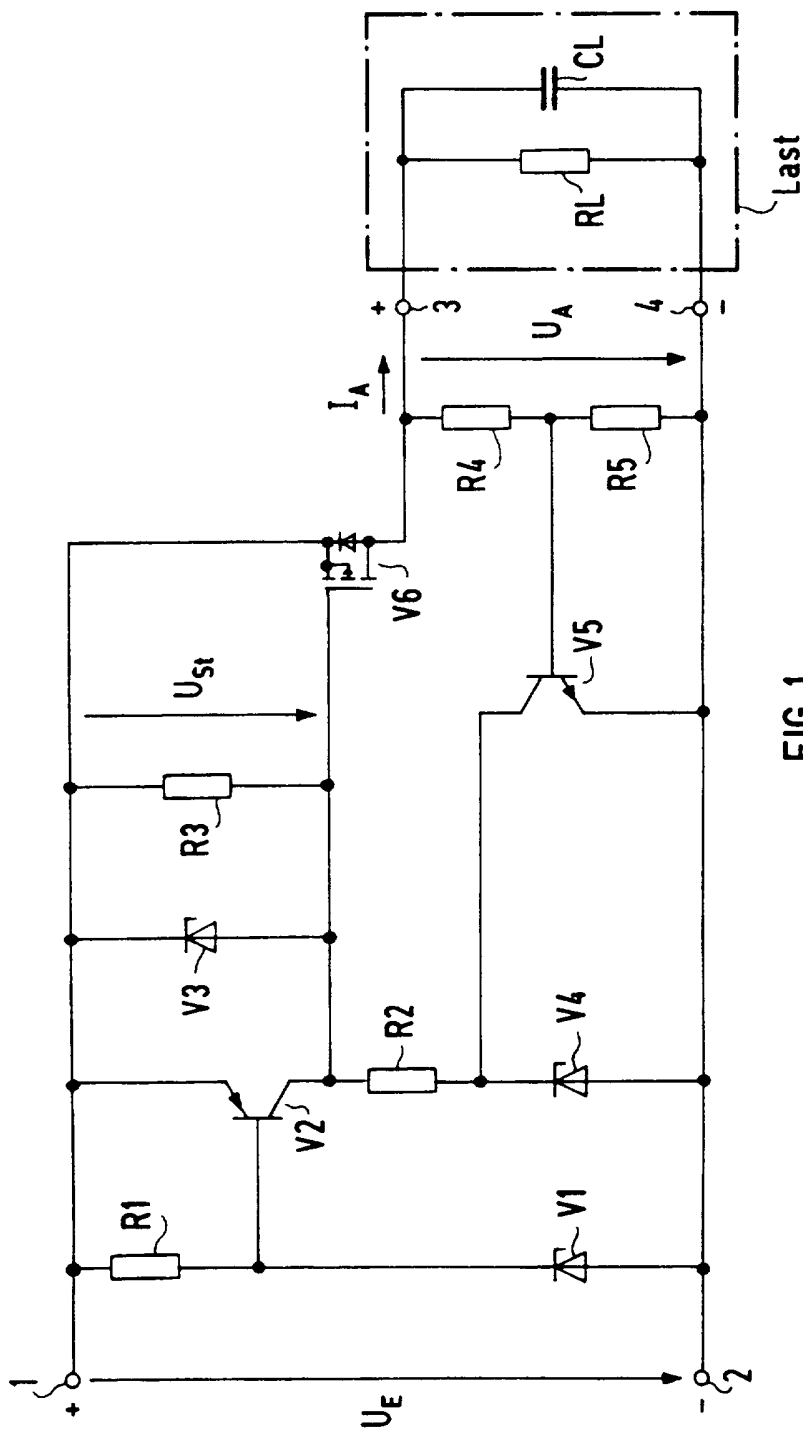 1
+
U_E
-
2
R1
V1
V2
V3
R3
U_St
R2
V4
V6
V5
I_A
R4
R5
+
3
U_A
4
-
RL
CL
Last
FIG.1